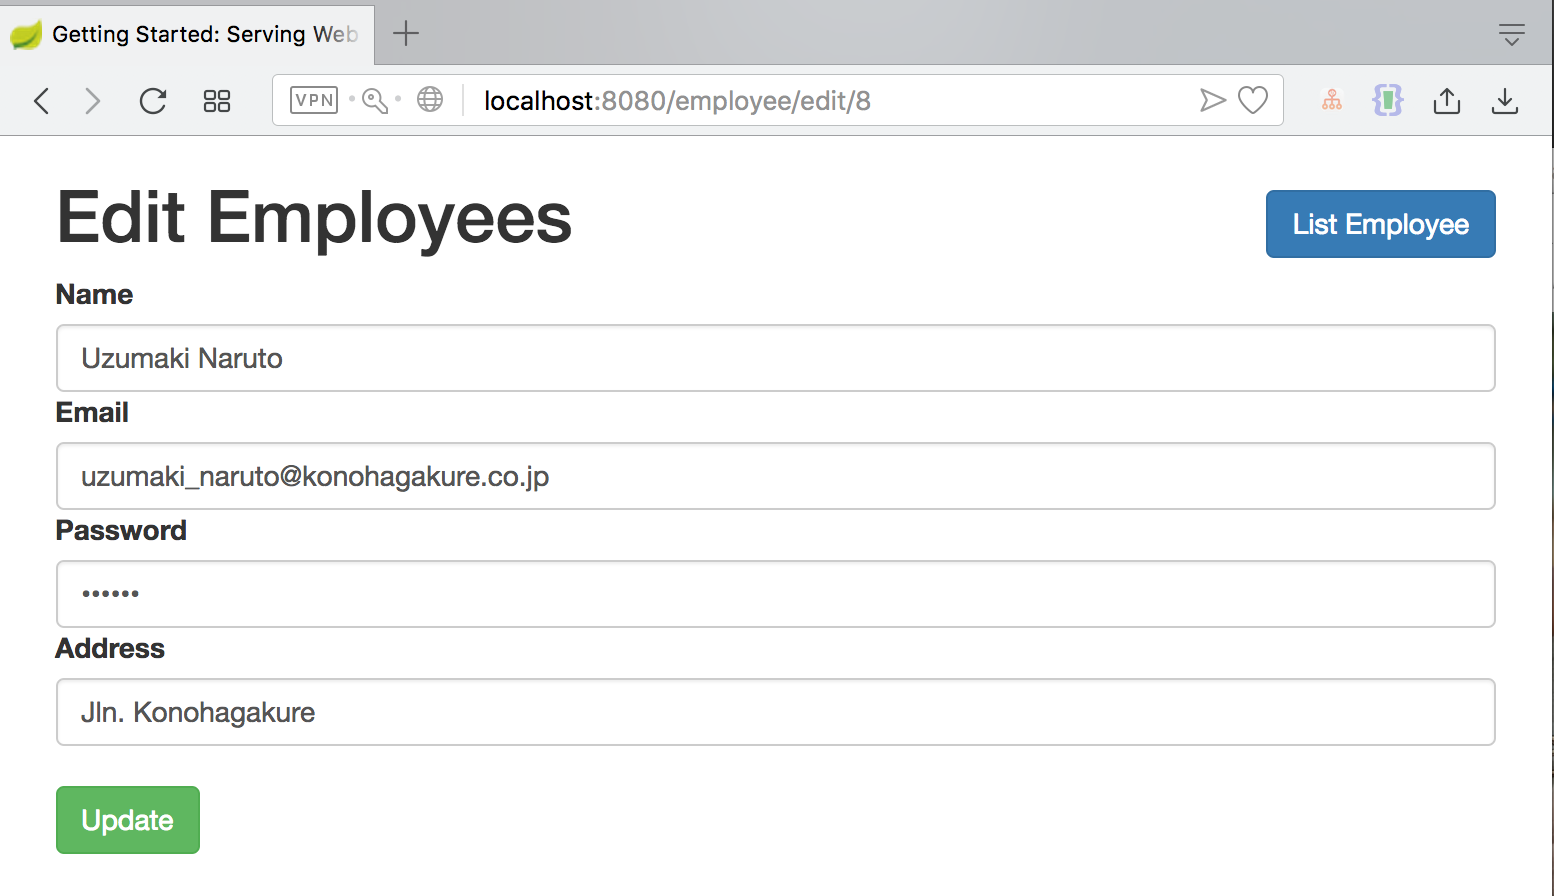 Getting Started: Serving Web
VPN
localhost:8080/employee/edit/8
Edit Employees
List Employee
Name
Uzumaki Naruto
Email
uzumaki_naruto@konohagakure.co.jp
Password
••••••
Address
Jln. Konohagakure
Update